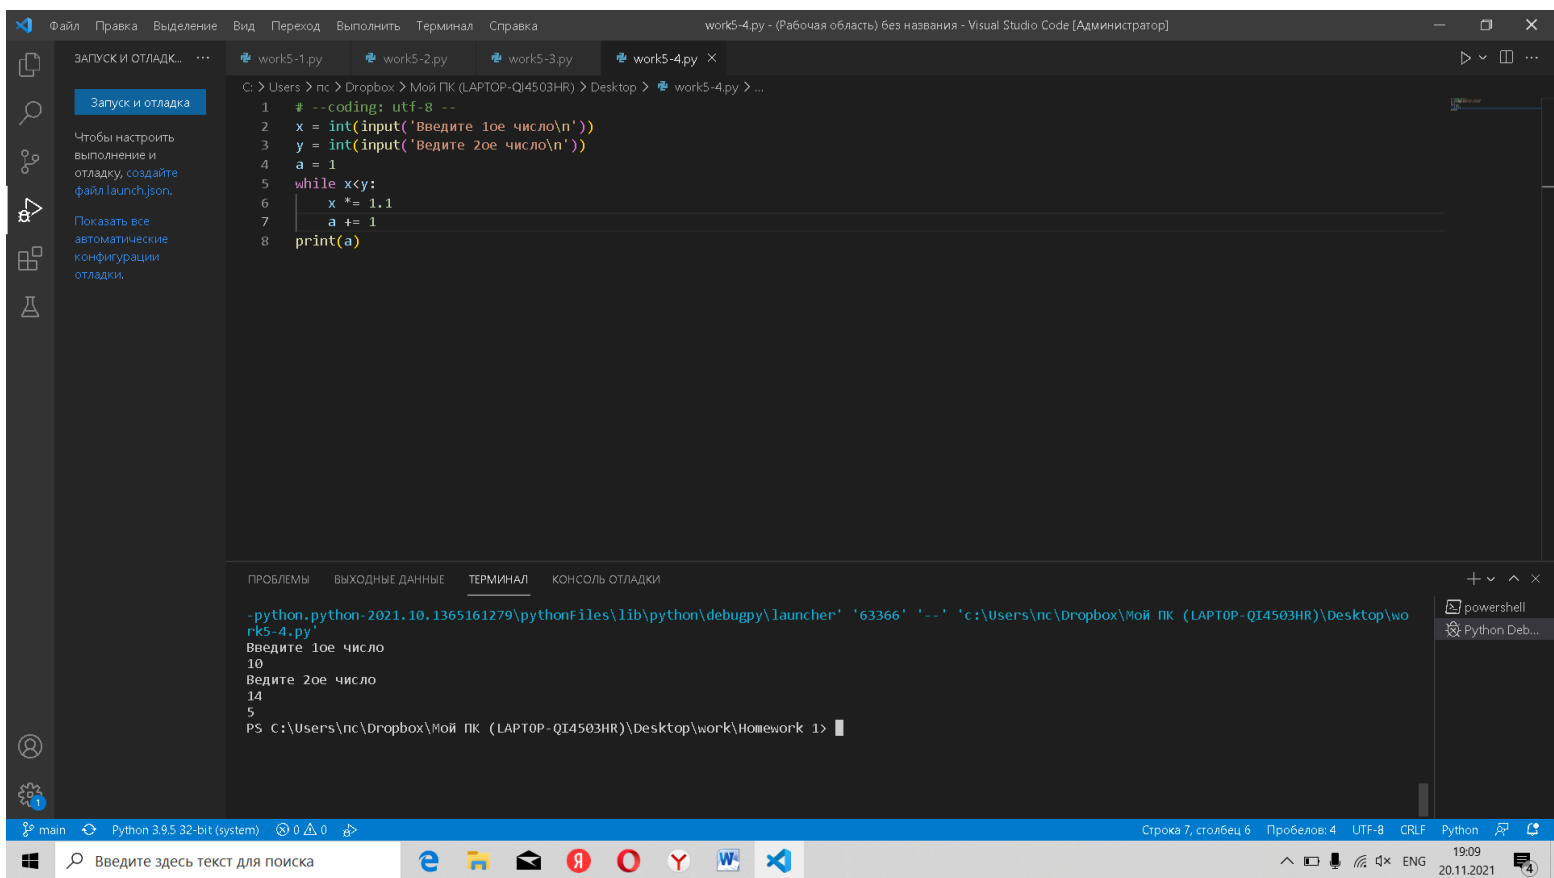 Файл Правка Выделение Вид Переход Выполнить Терминал Справка work5-4.py - (Рабочая область) без названия - Visual Studio Code [Администратор]
ЗАПУСК И ОТЛАДК... ···
work5-1.py work5-2.py work5-3.py work5-4.py
C: > Users > пс > Dropbox > Мой ПК (LAPTOP-QI4503HR) > Desktop > work5-4.py > ...
Запуск и отладка
Чтобы настроить
выполнение и
отладку, создайте
файл launch.json.
Показать все
автоматические
конфигурации
отладки.
1 # --coding: utf-8 --
2 x = int(input('Введите 1ое число\n'))
3 y = int(input('Ведите 2ое число\n'))
4 a = 1
5 while x<y:
6 x *= 1.1
7 a += 1
8 print(a)
ПРОБЛЕМЫ ВЫХОДНЫЕ ДАННЫЕ ТЕРМИНАЛ КОНСОЛЬ ОТЛАДКИ
-python.python-2021.10.1365161279\pythonFiles\lib\python\debugpy\launcher' '63366' '--' 'c:\Users\пс\Dropbox\Мой ПК (LAPTOP-QI4503HR)\Desktop\wo
rk5-4.py'
Введите 1ое число
10
Ведите 2ое число
14
5
PS C:\Users\пс\Dropbox\Мой ПК (LAPTOP-QI4503HR)\Desktop\work\Homework 1>
powershell
Python Deb...
1
main Python 3.9.5 32-bit (system) 0 0 Строка 7, столбец 6 Пробелов: 4 UTF-8 CRLF Python
Введите здесь текст для поиска
ENG 19:09
20.11.2021
4